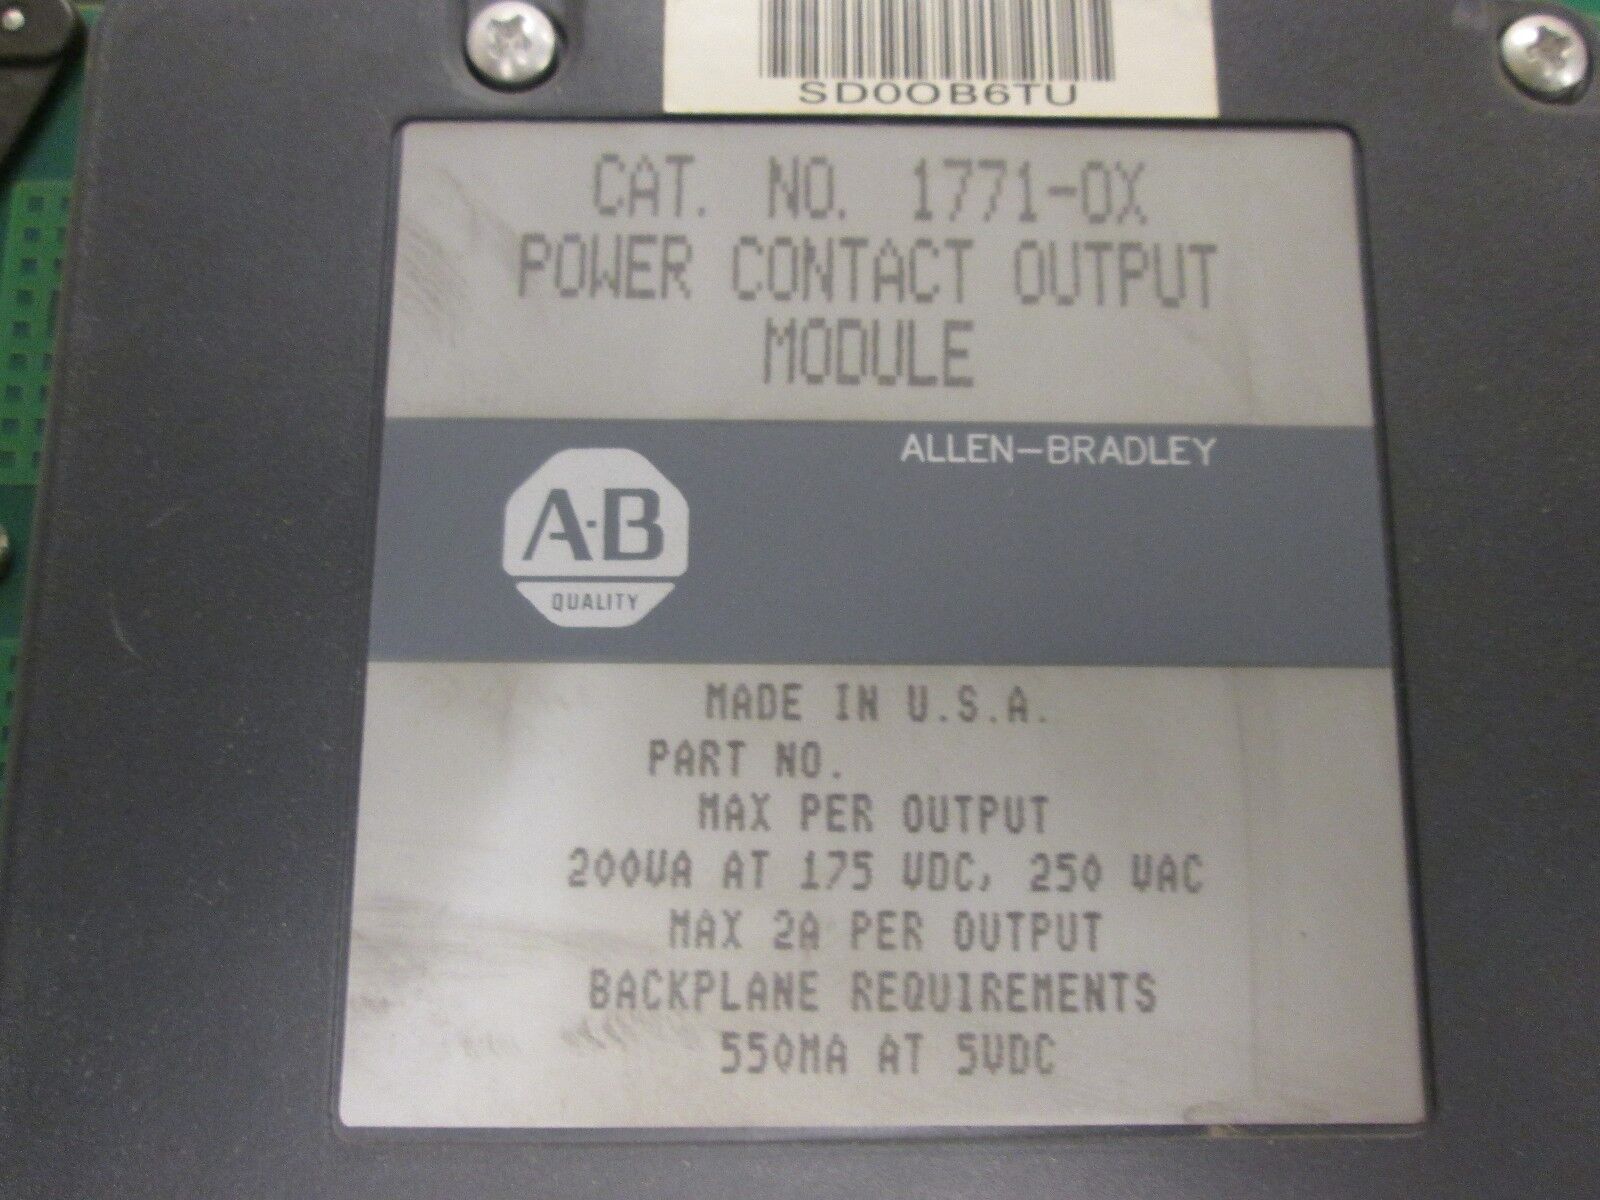 SD0OB6TU
CAT. NO. 1771-OX
POWER CONTACT OUTPUT
MODULE
ALLEN-BRADLEY
A-B
QUALITY
MADE IN U.S.A.
PART NO.
MAX PER OUTPUT
200VA AT 175 VDC, 250 VAC
MAX 2A PER OUTPUT
BACKPLANE REQUIREMENTS
550MA AT 5VDC